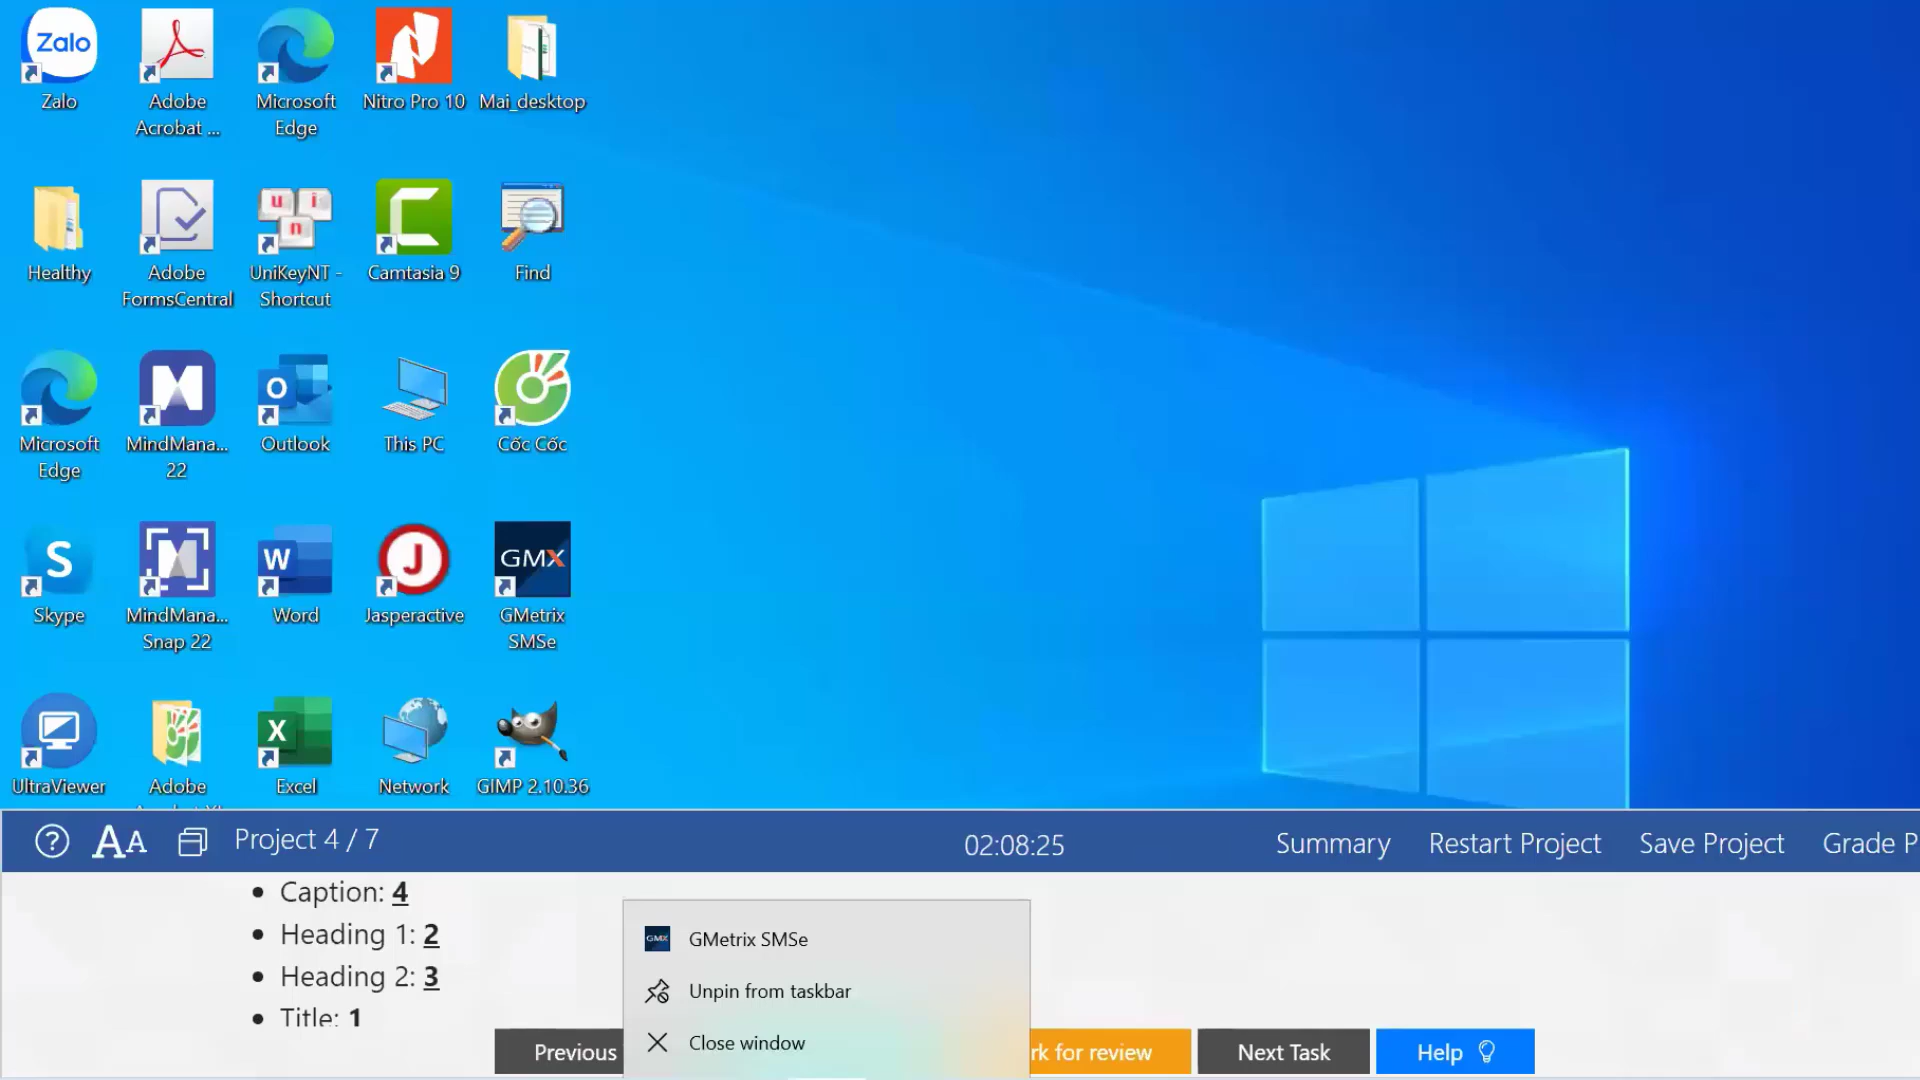 Zalo
Zalo
Adobe
Acrobat ...
Microsoft
Edge
Nitro Pro 10
Mai_desktop
Healthy
Adobe
FormsCentral
u i
n
UniKeyNT -
Shortcut
Camtasia 9
Find
Microsoft
Edge
MindMana...
22
Outlook
This PC
Cốc Cốc
Skype
MindMana...
Snap 22
Word
Jasperactive
GMX
GMetrix
SMSe
UltraViewer
Adobe
Excel
Network
GIMP 2.10.36
AA
Project 4 / 7
02:08:25
Summary
Restart Project
Save Project
Grade P
• Caption: 4
• Heading 1: 2
• Heading 2: 3
• Title: 1
GMX
GMetrix SMSe
Unpin from taskbar
Close window
Previous
rk for review
Next Task
Help